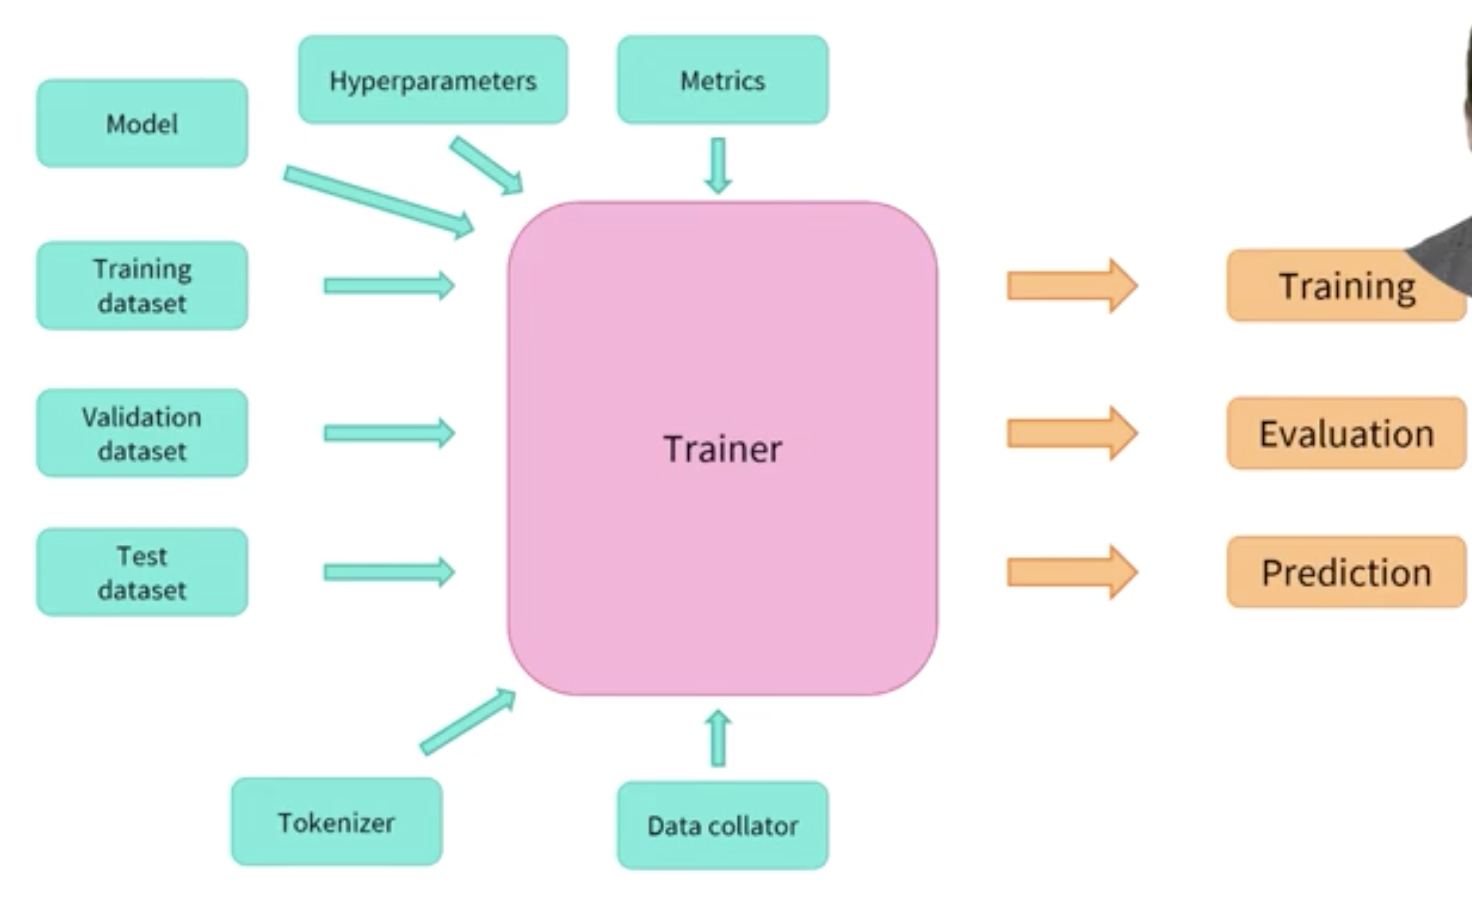 Hyperparameters
Metrics
Model
Training
dataset
Training
Validation
dataset
Evaluation
Trainer
Test
dataset
Prediction
Tokenizer
Data collator